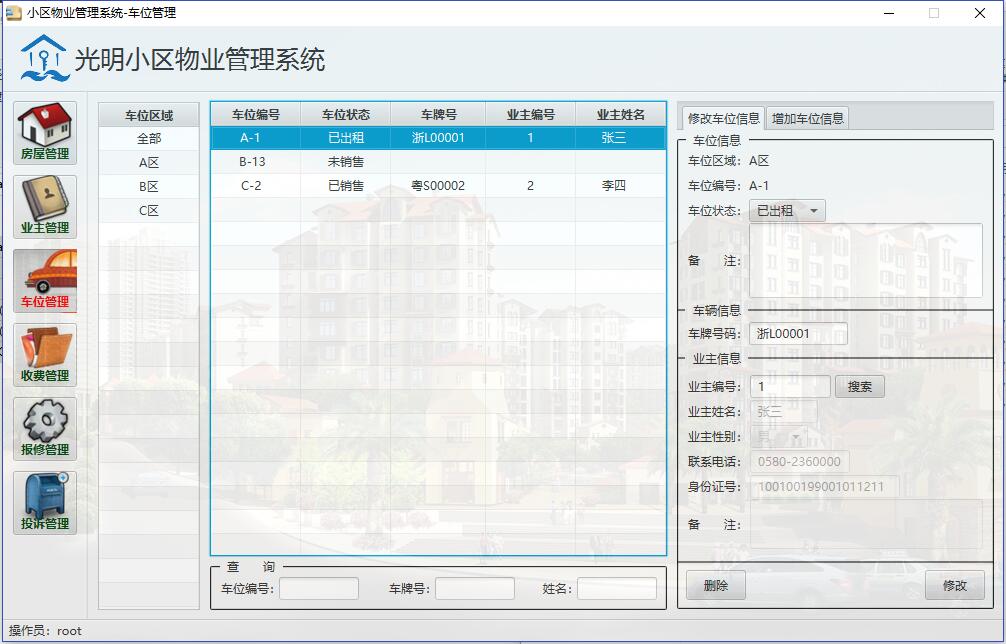 小区物业管理系统-车位管理
光明小区物业管理系统
房屋管理
业主管理
车位管理
收费管理
报修管理
投诉管理
车位区域
全部
A区
B区
C区
车位编号 车位状态 车牌号 业主编号 业主姓名
A-1 已出租 浙L00001 1 张三
B-13 未销售
C-2 已销售 粤S00002 2 李四
查 询
车位编号: 车牌号: 姓名:
修改车位信息 增加车位信息
车位信息
车位区域: A区
车位编号: A-1
车位状态: 已出租
备 注:
车辆信息
车牌号码: 浙L00001
业主信息
业主编号: 1 搜索
业主姓名: 张三
业主性别: 男
联系电话: 0580-2360000
身份证号: 100100199001011211
备 注:
删除 修改
操作员: root